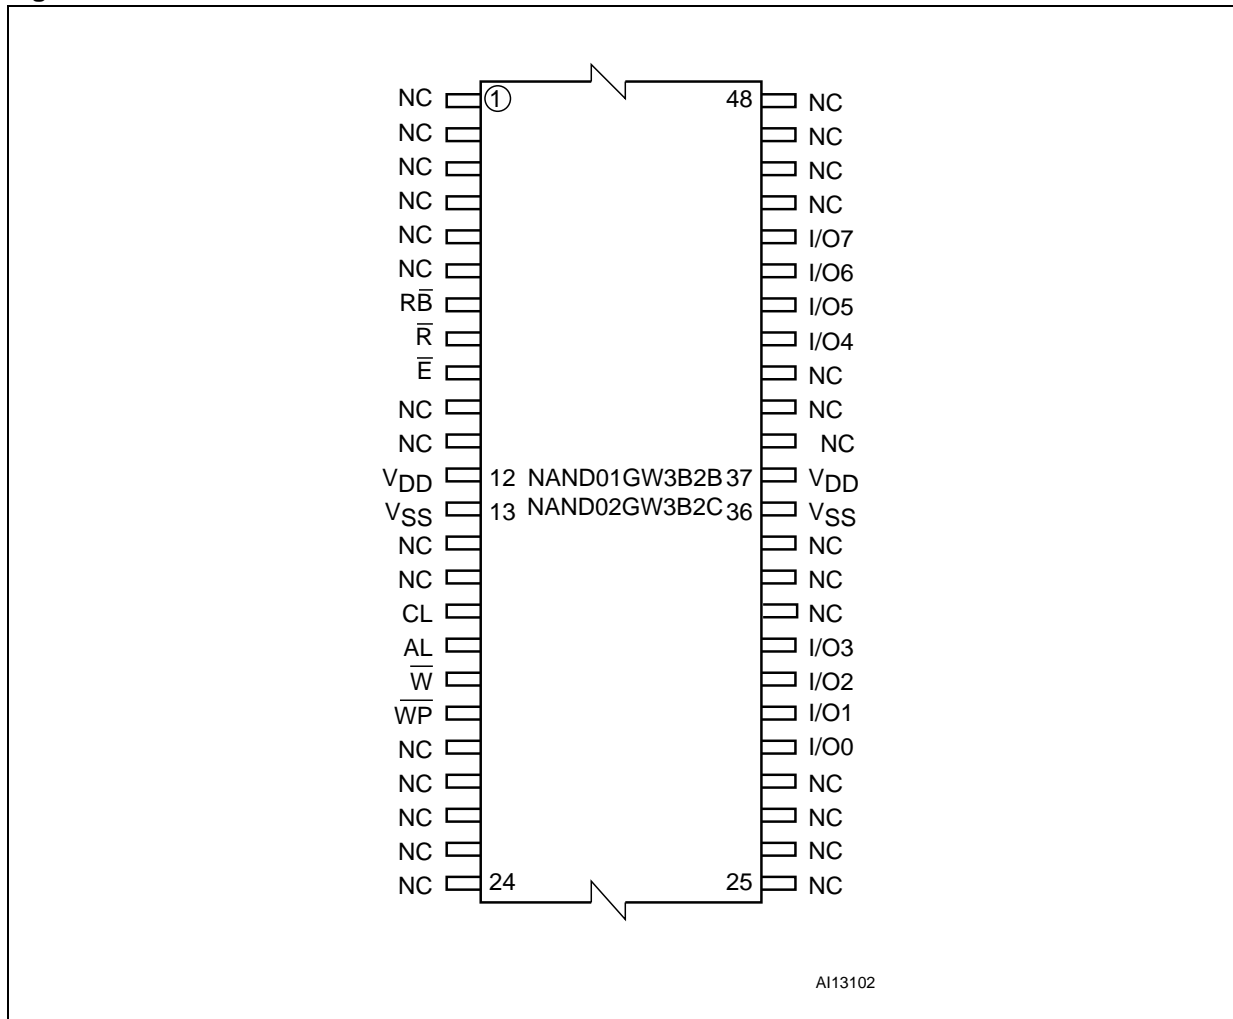 NC ① 48 NC
NC NC
NC NC
NC NC
NC I/O7
NC I/O6
RB̅ I/O5
R̅ I/O4
E̅ NC
NC NC
NC NC
VDD 12 NAND01GW3B2B 37 VDD
VSS 13 NAND02GW3B2C 36 VSS
NC NC
NC NC
CL NC
AL I/O3
W̅ I/O2
W̅P̅ I/O1
NC I/O0
NC NC
NC NC
NC NC
NC 24 25 NC
AI13102